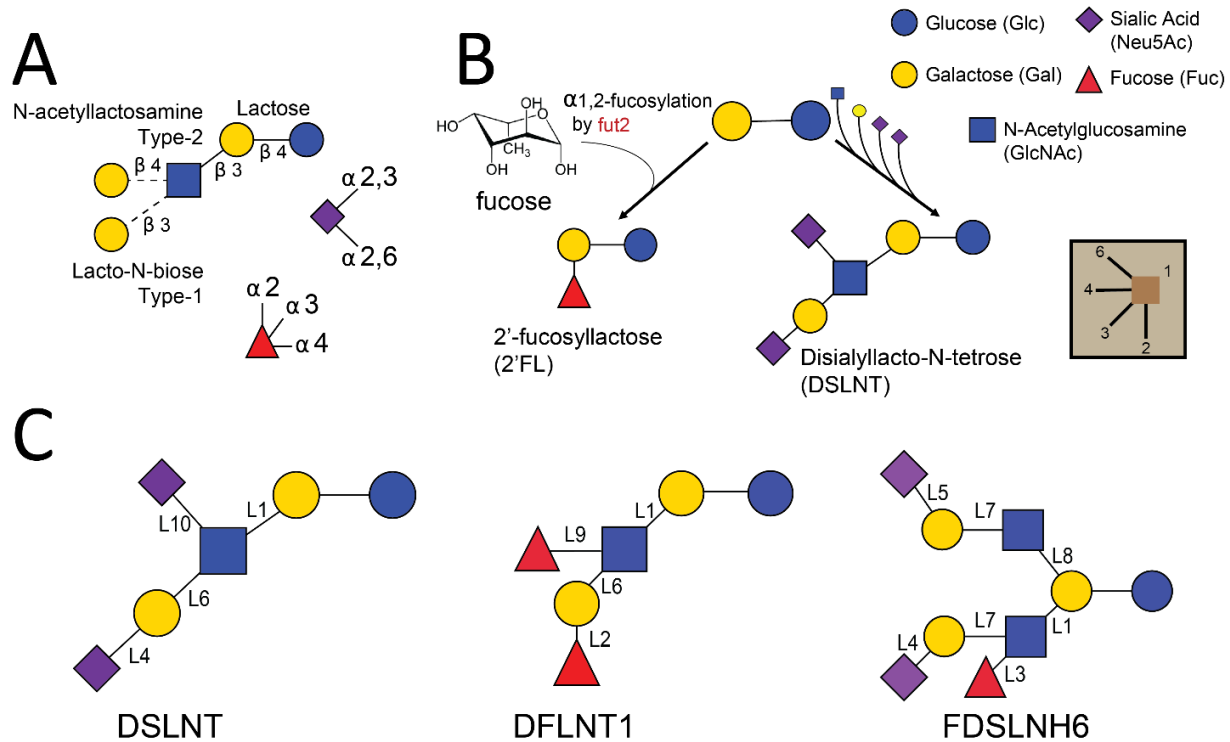 A
N-acetyllactosamine
Type-2
Lactose
β 4
β 3
β 4
β 3
Lacto-N-biose
Type-1
α 2,3
α 2,6
α 2
α 3
α 4
B
HO
OH
O
CH₃
OH
OH
fucose
α1,2-fucosylation
by fut2
2'-fucosyllactose
(2'FL)
Disialyllacto-N-tetrose
(DSLNT)
Glucose (Glc)
Galactose (Gal)
Sialic Acid
(Neu5Ac)
Fucose (Fuc)
N-Acetylglucosamine
(GlcNAc)
6
1
4
3
2
C
L10
L1
L6
L4
DSLNT
L1
L9
L6
L2
DFLNT1
L5
L7
L8
L7
L1
L4
L3
FDSLNH6